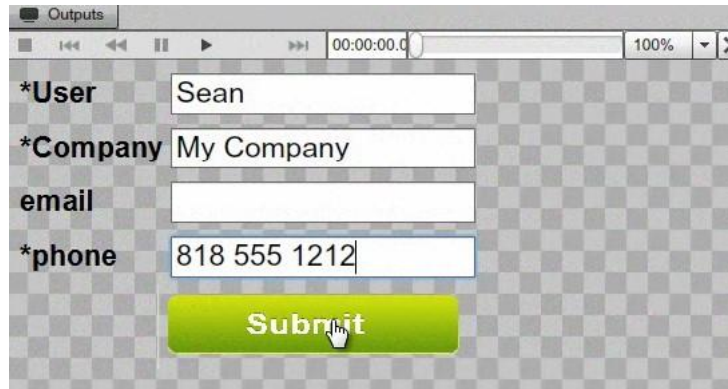 Outputs
00:00:00.0 100%
*User Sean
*Company My Company
email
*phone 818 555 1212
Submit